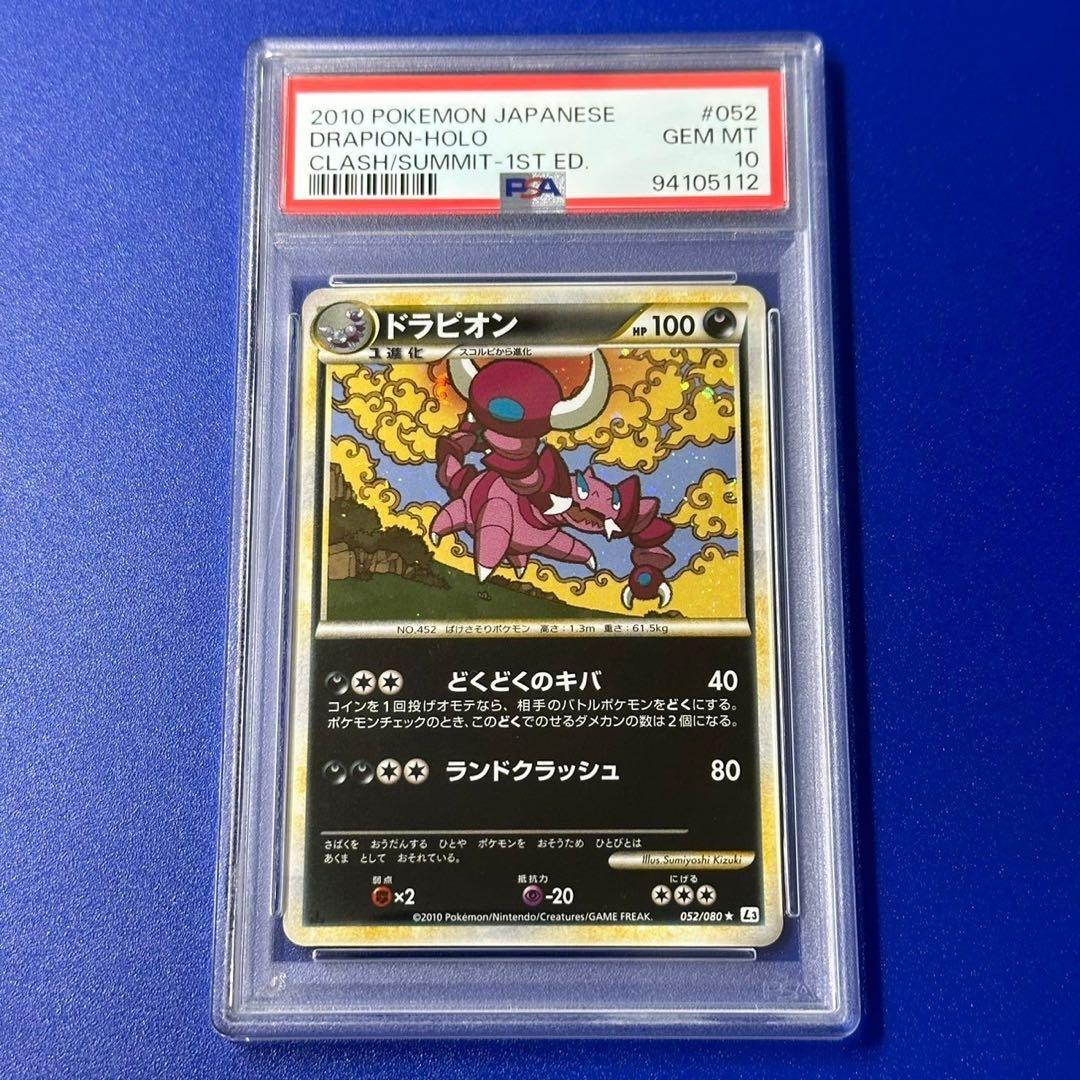 2010 POKEMON JAPANESE #052
DRAPION-HOLO GEM MT
CLASH/SUMMIT-1ST ED. 10
PSA 94105112
ドラピオン HP 100
1進化 スコルピから進化
NO.452 ばけさそりポケモン 高さ:1.3m 重さ:61.5kg
どくどくのキバ 40
コインを1回投げオモテなら、相手のバトルポケモンをどくにする。
ポケモンチェックのとき、このどくでのせるダメカンの数は2個になる。
ランドクラッシュ 80
さばくを おうだんする ひとや ポケモンを おそうため ひとびとは
あくま として おそれている。
Illus.Sumiyoshi Kizuki
弱点 抵抗力 にげる
×2 -20
©2010 Pokémon/Nintendo/Creatures/GAME FREAK. 052/080 ★ L3
PSA